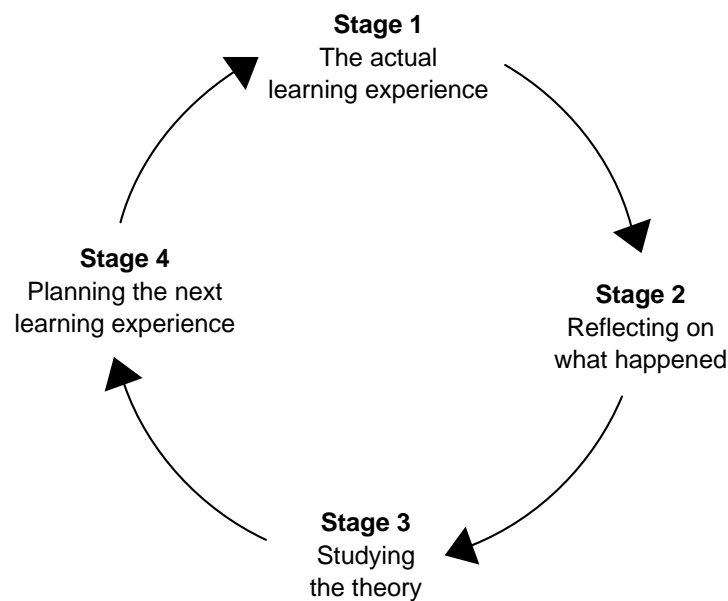 Stage 1
The actual
learning experience
Stage 2
Reflecting on
what happened
Stage 3
Studying
the theory
Stage 4
Planning the next
learning experience